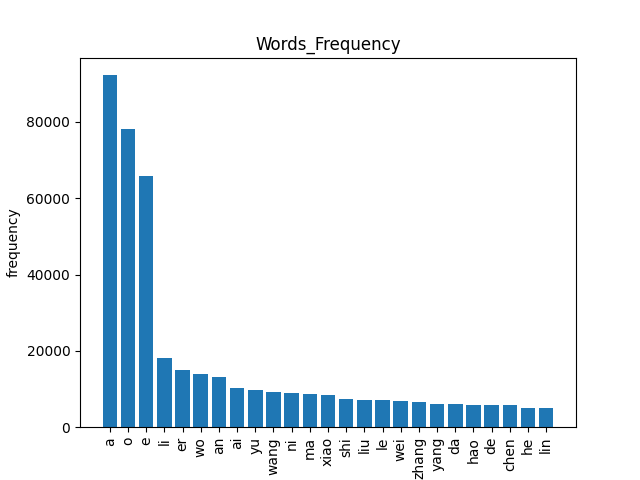 Words_Frequency
frequency
80000
60000
40000
20000
0
a
o
e
li
er
wo
an
ai
yu
wang
ni
ma
xiao
shi
liu
le
wei
zhang
yang
da
hao
de
chen
he
lin